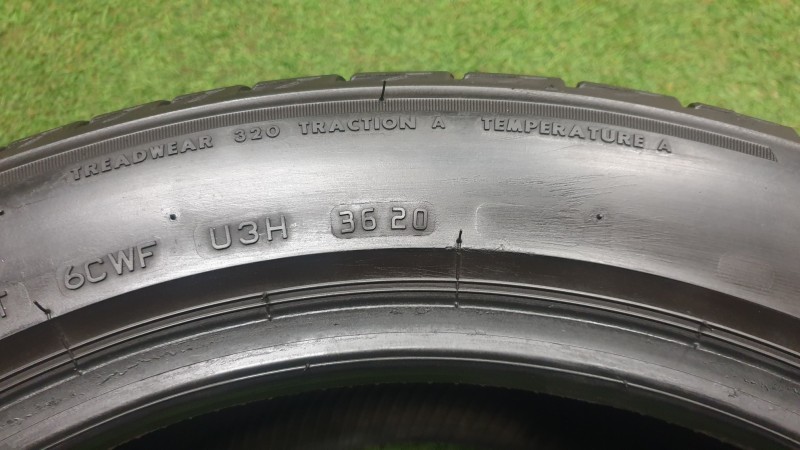 TREADWEAR 320 TRACTION A TEMPERATURE A
6CWF U3H 3620